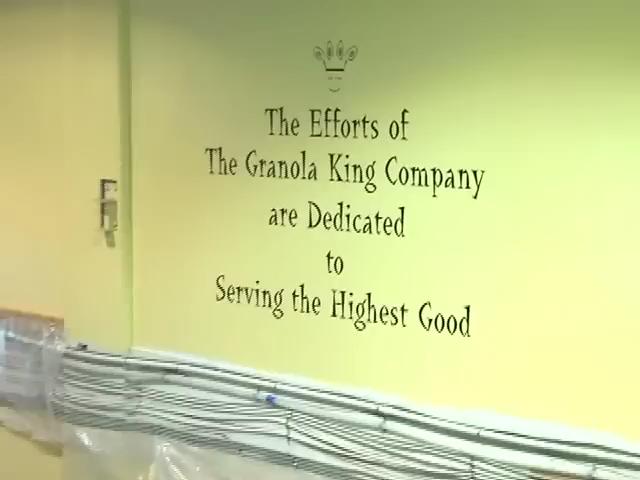 The Efforts of
The Granola King Company
are Dedicated
to
Serving the Highest Good